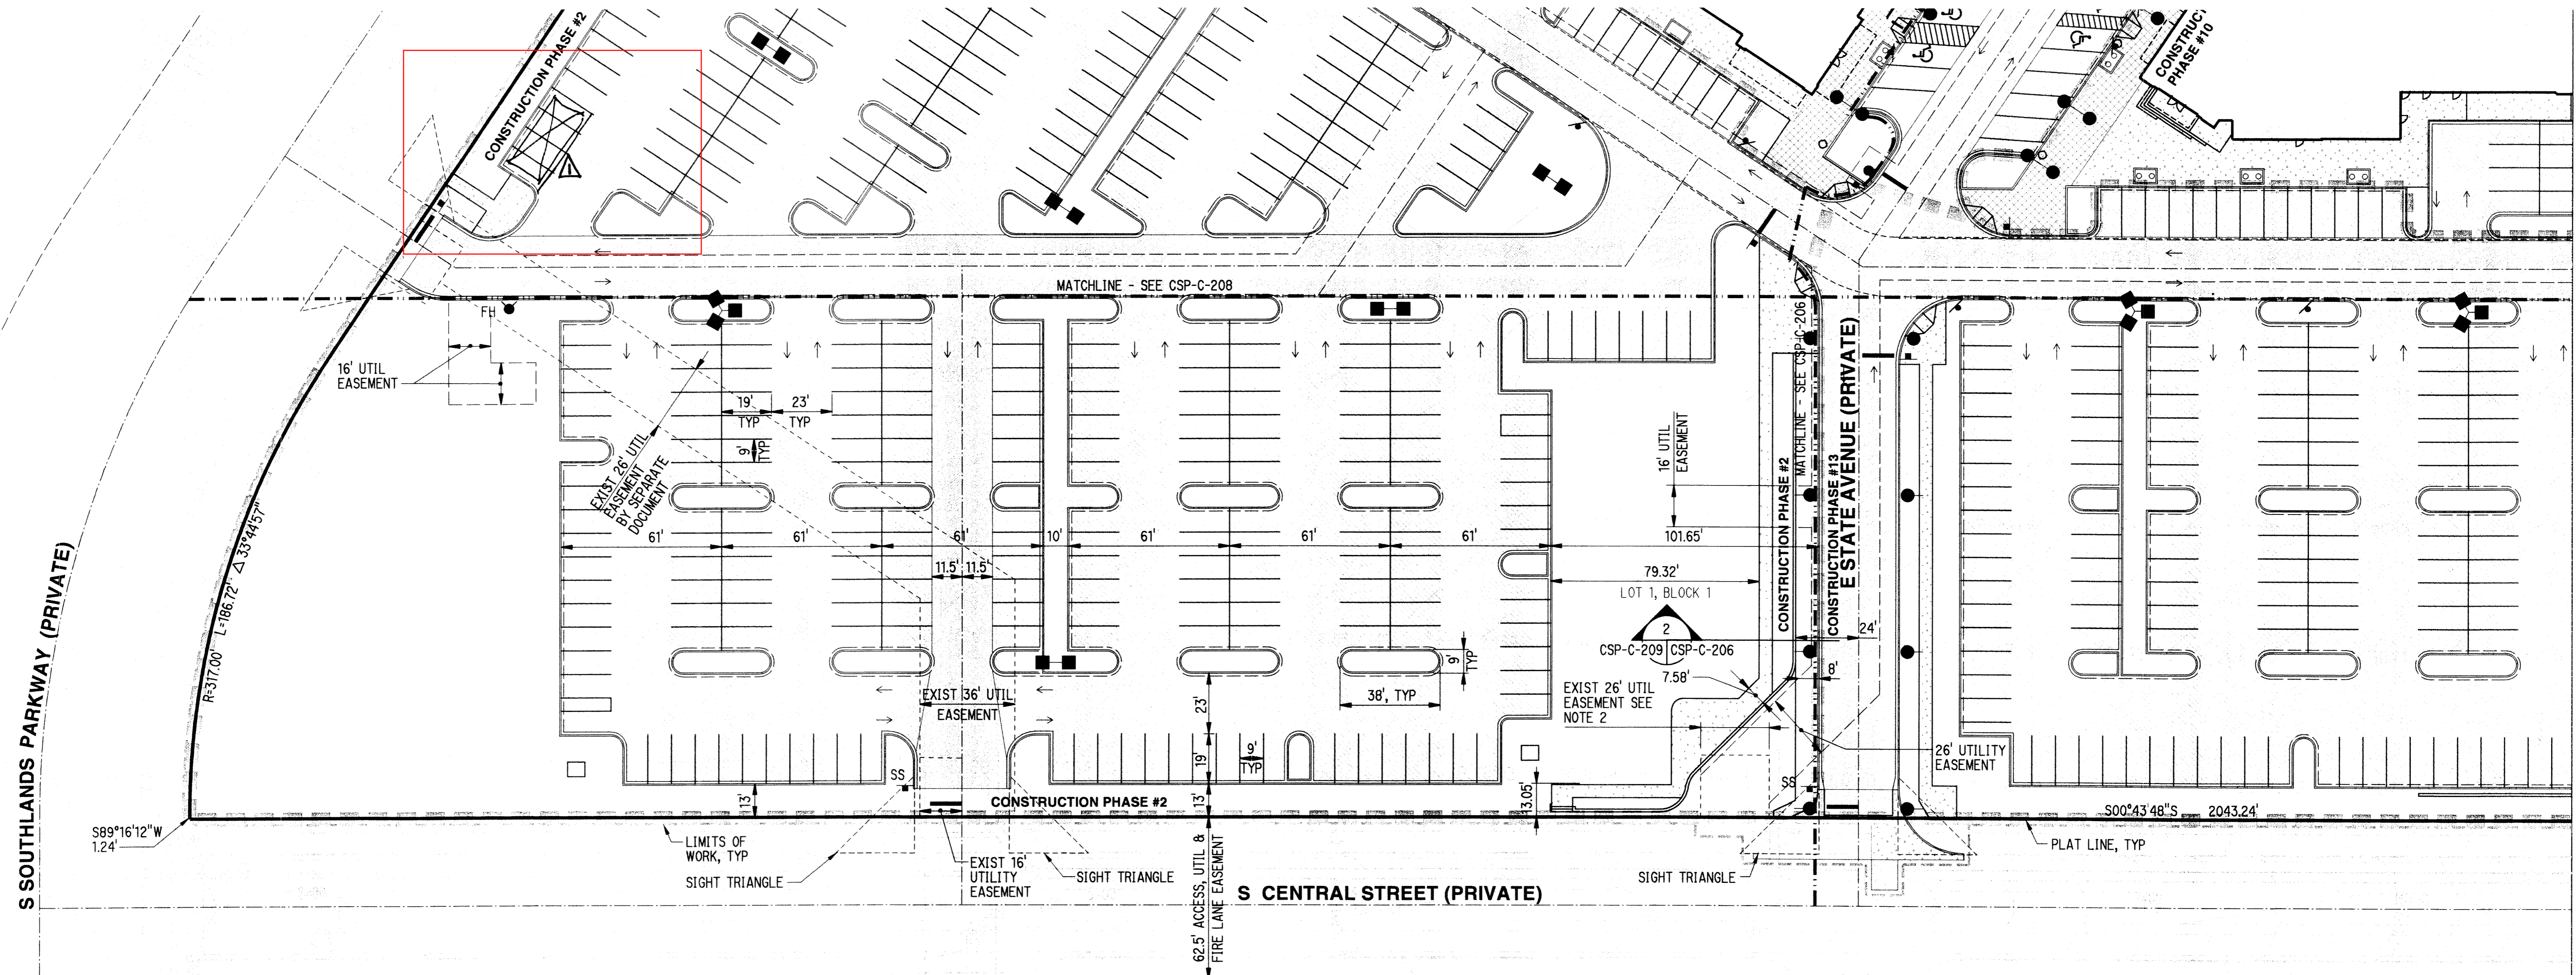 CONSTRUCTION PHASE #2
CONSTRUCT
PHASE #10
MATCHLINE - SEE CSP-C-208
FH
16' UTIL
EASEMENT
19'
TYP
23'
TYP
9'
TYP
EXIST 26' UTIL
EASEMENT
BY SEPARATE
DOCUMENT
61'
61'
61'
10'
61'
61'
61'
101.65'
11.5'
11.5'
79.32'
LOT 1, BLOCK 1
2
CSP-C-209
CSP-C-206
16' UTIL
EASEMENT
CONSTRUCTION PHASE #2
MATCHLINE - SEE CSP-C-206
CONSTRUCTION PHASE #13
E ESTATE AVENUE (PRIVATE)
24'
8'
7.58'
EXIST 26' UTIL
EASEMENT SEE
NOTE 2
26' UTILITY
EASEMENT
9'
TYP
38', TYP
EXIST 36' UTIL
EASEMENT
23'
19'
13'
9'
TYP
13'
13.05'
SS
SS
CONSTRUCTION PHASE #2
R=317.00' L=186.72' △33°44'57"
S SOUTHLANDS PARKWAY (PRIVATE)
S89°16'12"W
1.24'
LIMITS OF
WORK, TYP
SIGHT TRIANGLE
EXIST 16'
UTILITY
EASEMENT
SIGHT TRIANGLE
62.5' ACCESS, USS, UTIL &
FIRE LANE EASEMENT
S CENTRAL STREET (PRIVATE)
SIGHT TRIANGLE
S00°43'48"S 2043.24'
PLAT LINE, TYP